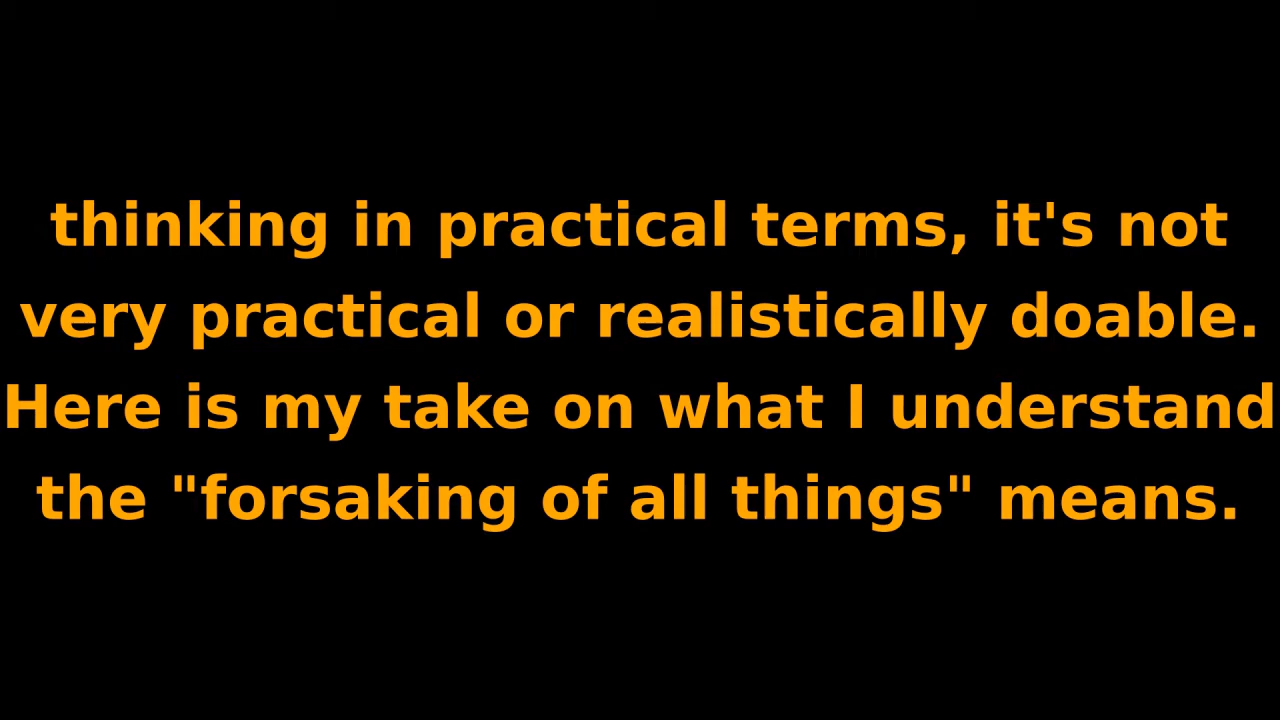 thinking in practical terms, it's not
very practical or realistically doable.
Here is my take on what I understand
the "forsaking of all things" means.